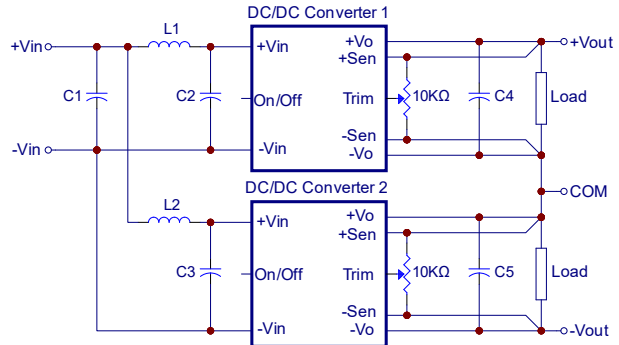 DC/DC Converter 1
L1
+Vin
+Vin
+Vo
+Vout
+Sen
C1
C2
On/Off
Trim
10KΩ
C4
Load
-Sen
-Vin
-Vin
-Vo
DC/DC Converter 2
COM
L2
+Vin
+Vo
+Sen
C3
On/Off
Trim
10KΩ
C5
Load
-Sen
-Vin
-Vo
-Vout